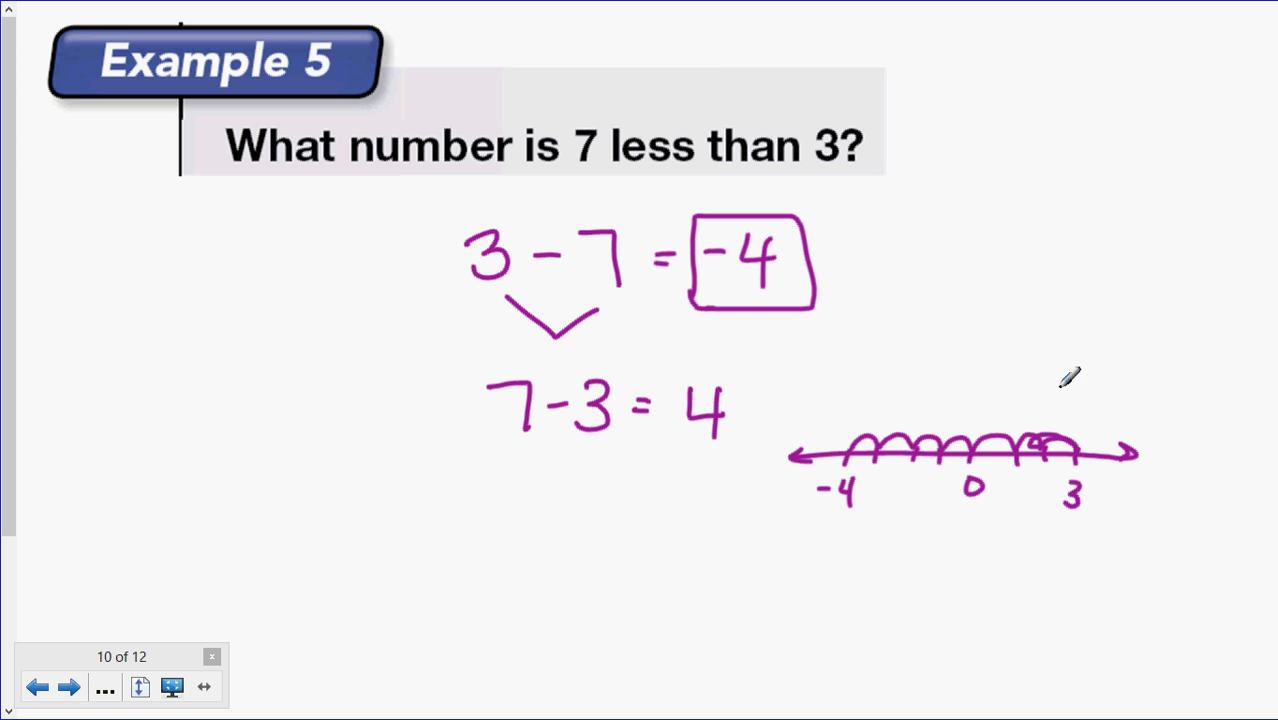 Example 5
What number is 7 less than 3?
3 - 7 = -4
7 - 3 = 4
-4 0 3
10 of 12